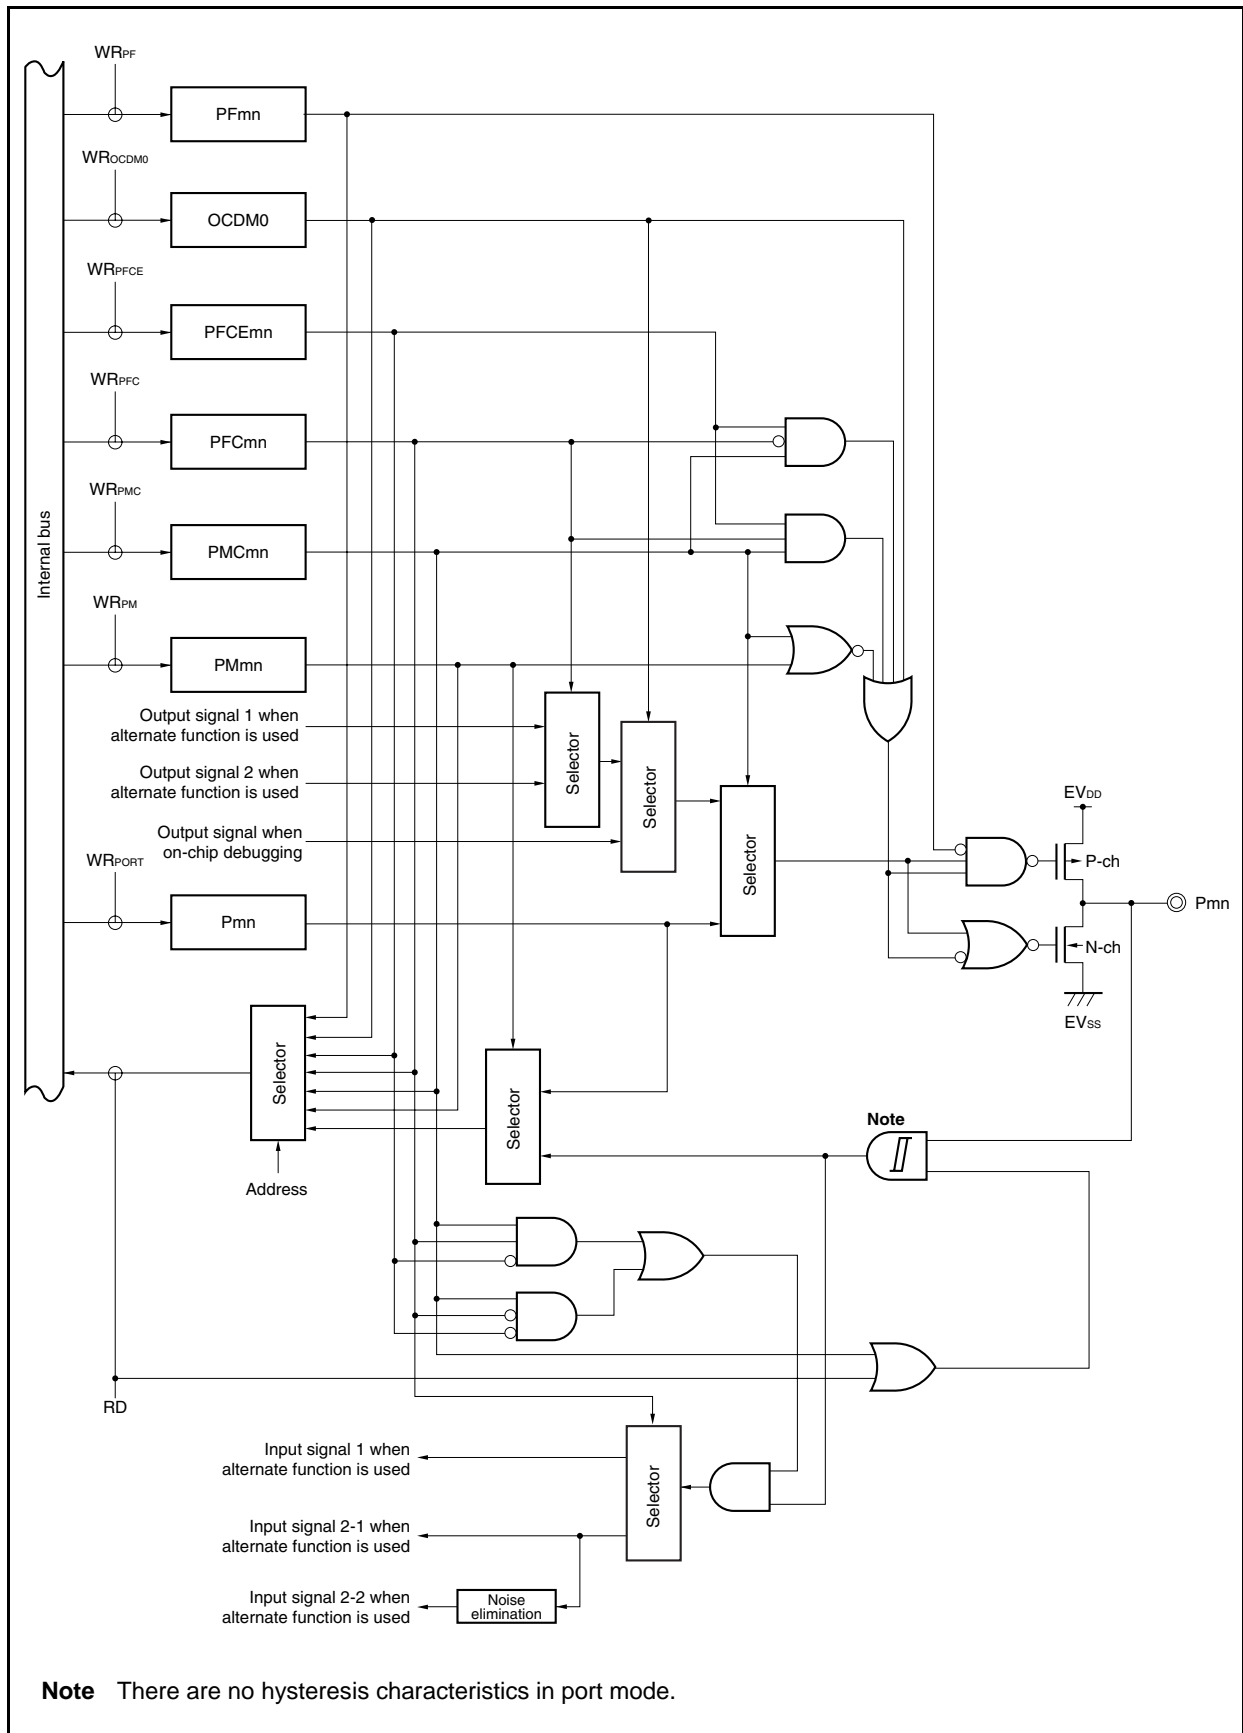 WRPF
PFmn
WROCDM0
OCDM0
WRPFCE
PFCEmn
WRPFC
PFCmn
WRPMC
PMCmn
Internal bus
WRPM
PMmn
Output signal 1 when
alternate function is used
Output signal 2 when
alternate function is used
Output signal when
on-chip debugging
Selector
Selector
Selector
WRPORT
Pmn
EVDD
P-ch
Pmn
N-ch
EVSS
Selector
Selector
Address
Note
RD
Input signal 1 when
alternate function is used
Input signal 2-1 when
alternate function is used
Input signal 2-2 when
alternate function is used
Selector
Noise
elimination
Note There are no hysteresis characteristics in port mode.